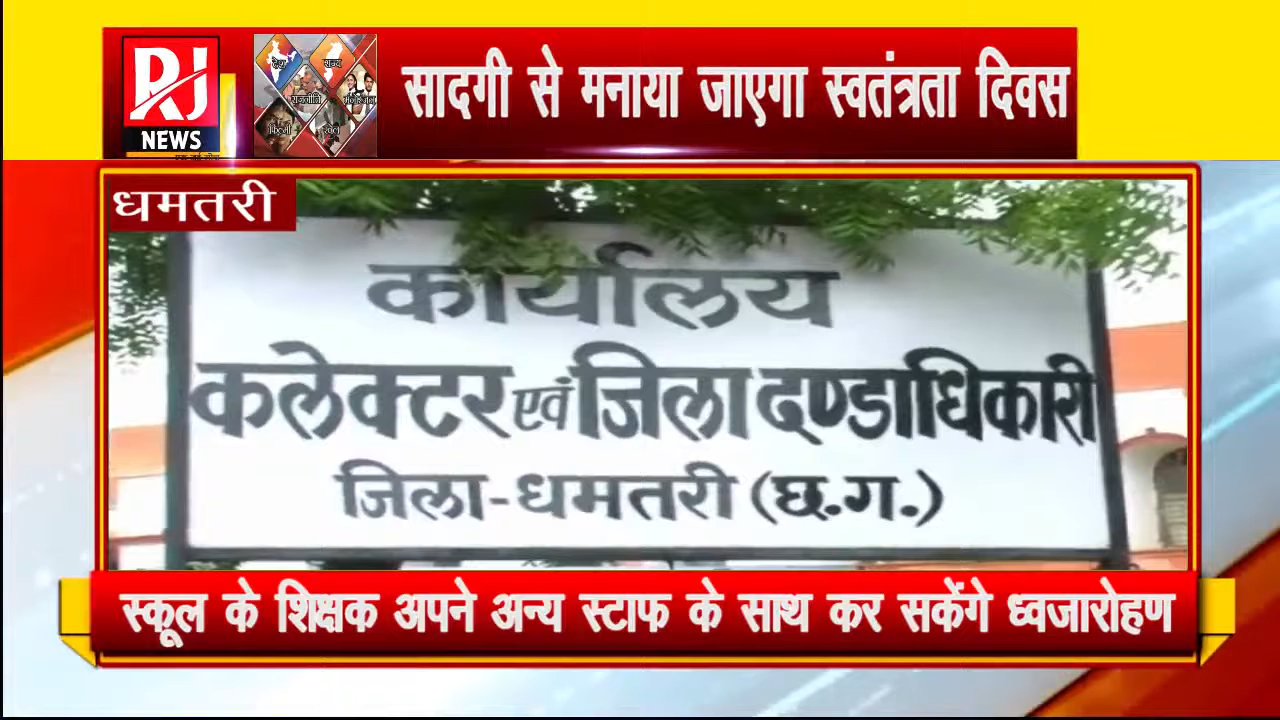 RJ
NEWS
देश
राज्य
राजनीति
खेल
सादगी से मनाया जाएगा स्वतंत्रता दिवस
धमतरी
कार्यालय
कलेक्टर एवं जिला दण्डाधिकारी
जिला-धमतरी (छ.ग.)
स्कूल के शिक्षक अपने अन्य स्टाफ के साथ कर सकेंगे ध्वजारोहण